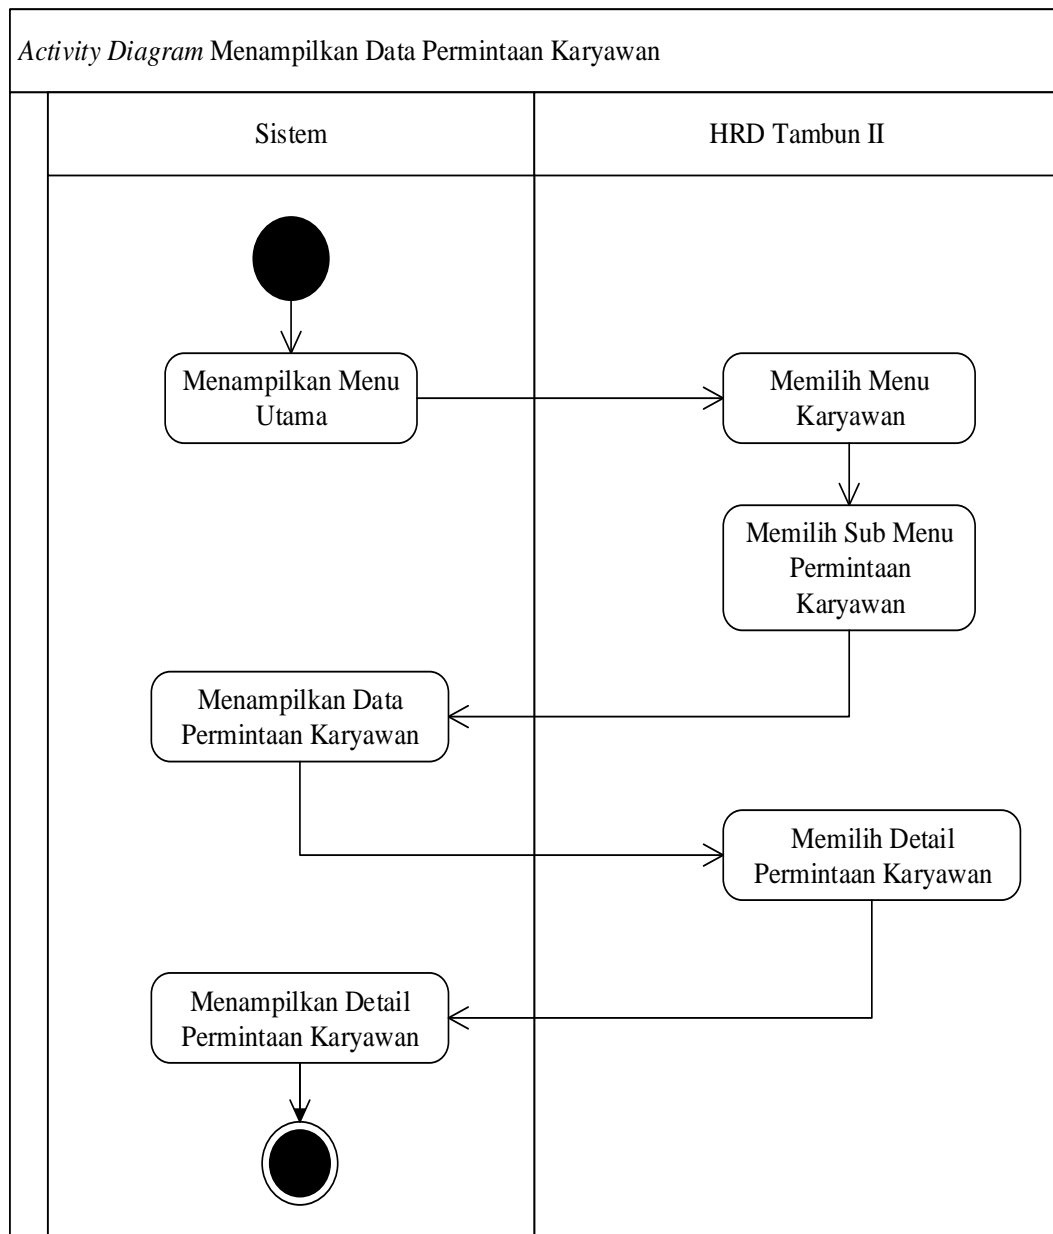 Activity Diagram Menampilkan Data Permintaan Karyawan
Sistem
HRD Tambun II
Menampilkan Menu
Utama
Memilih Menu
Karyawan
Memilih Sub Menu
Permintaan
Karyawan
Menampilkan Data
Permintaan Karyawan
Memilih Detail
Permintaan Karyawan
Menampilkan Detail
Permintaan Karyawan